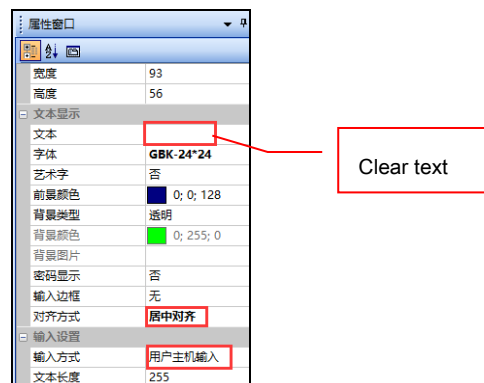 属性窗口
宽度 93
高度 56
文本显示
文本
字体 GBK-24*24
艺术字 否
前景颜色 0; 0; 128
背景类型 透明
背景颜色 0; 255; 0
背景图片
密码显示 否
输入边框 无
对齐方式 居中对齐
输入设置
输入方式 用户主机输入
文本长度 255
Clear text